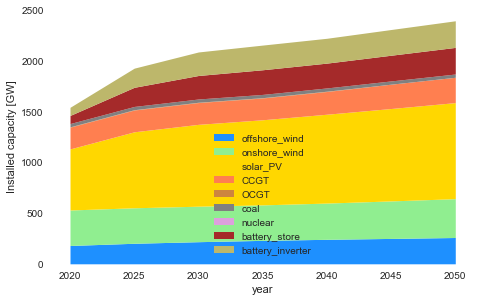 2500
2000
1500
1000
500
0
Installed capacity [GW]
offshore_wind
onshore_wind
solar_PV
CCGT
OCGT
coal
nuclear
battery_store
battery_inverter
2020
2025
2030
2035
2040
2045
2050
year